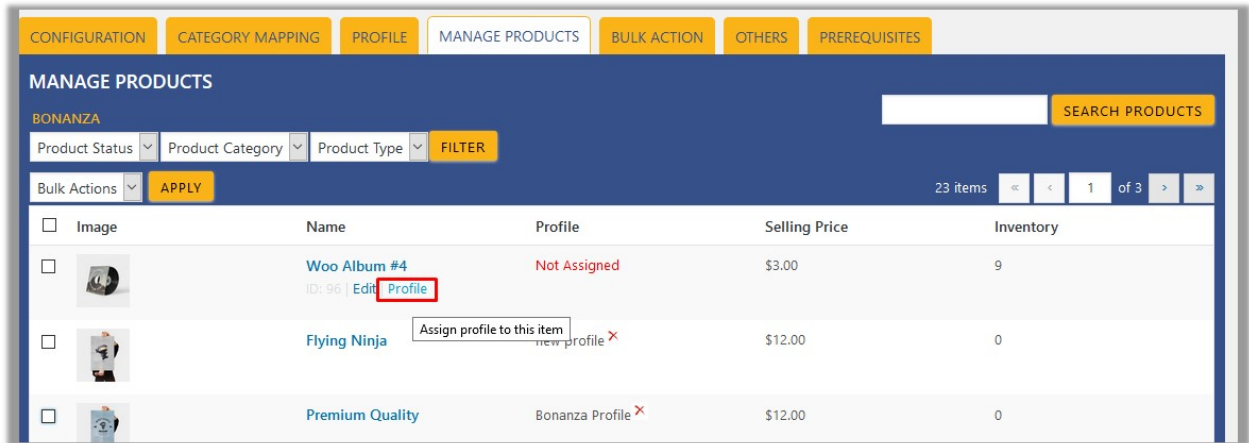 CONFIGURATION CATEGORY MAPPING PROFILE MANAGE PRODUCTS BULK ACTION OTHERS PREREQUISITES
MANAGE PRODUCTS
BONANZA
SEARCH PRODUCTS
Product Status Product Category Product Type FILTER
Bulk Actions APPLY 23 items « ‹ 1 of 3 › »
Image Name Profile Selling Price Inventory
Woo Album #4 Not Assigned $3.00 9
ID: 96 | Edit Profile
Assign profile to this item
Flying Ninja new profile $12.00 0
Premium Quality Bonanza Profile $12.00 0